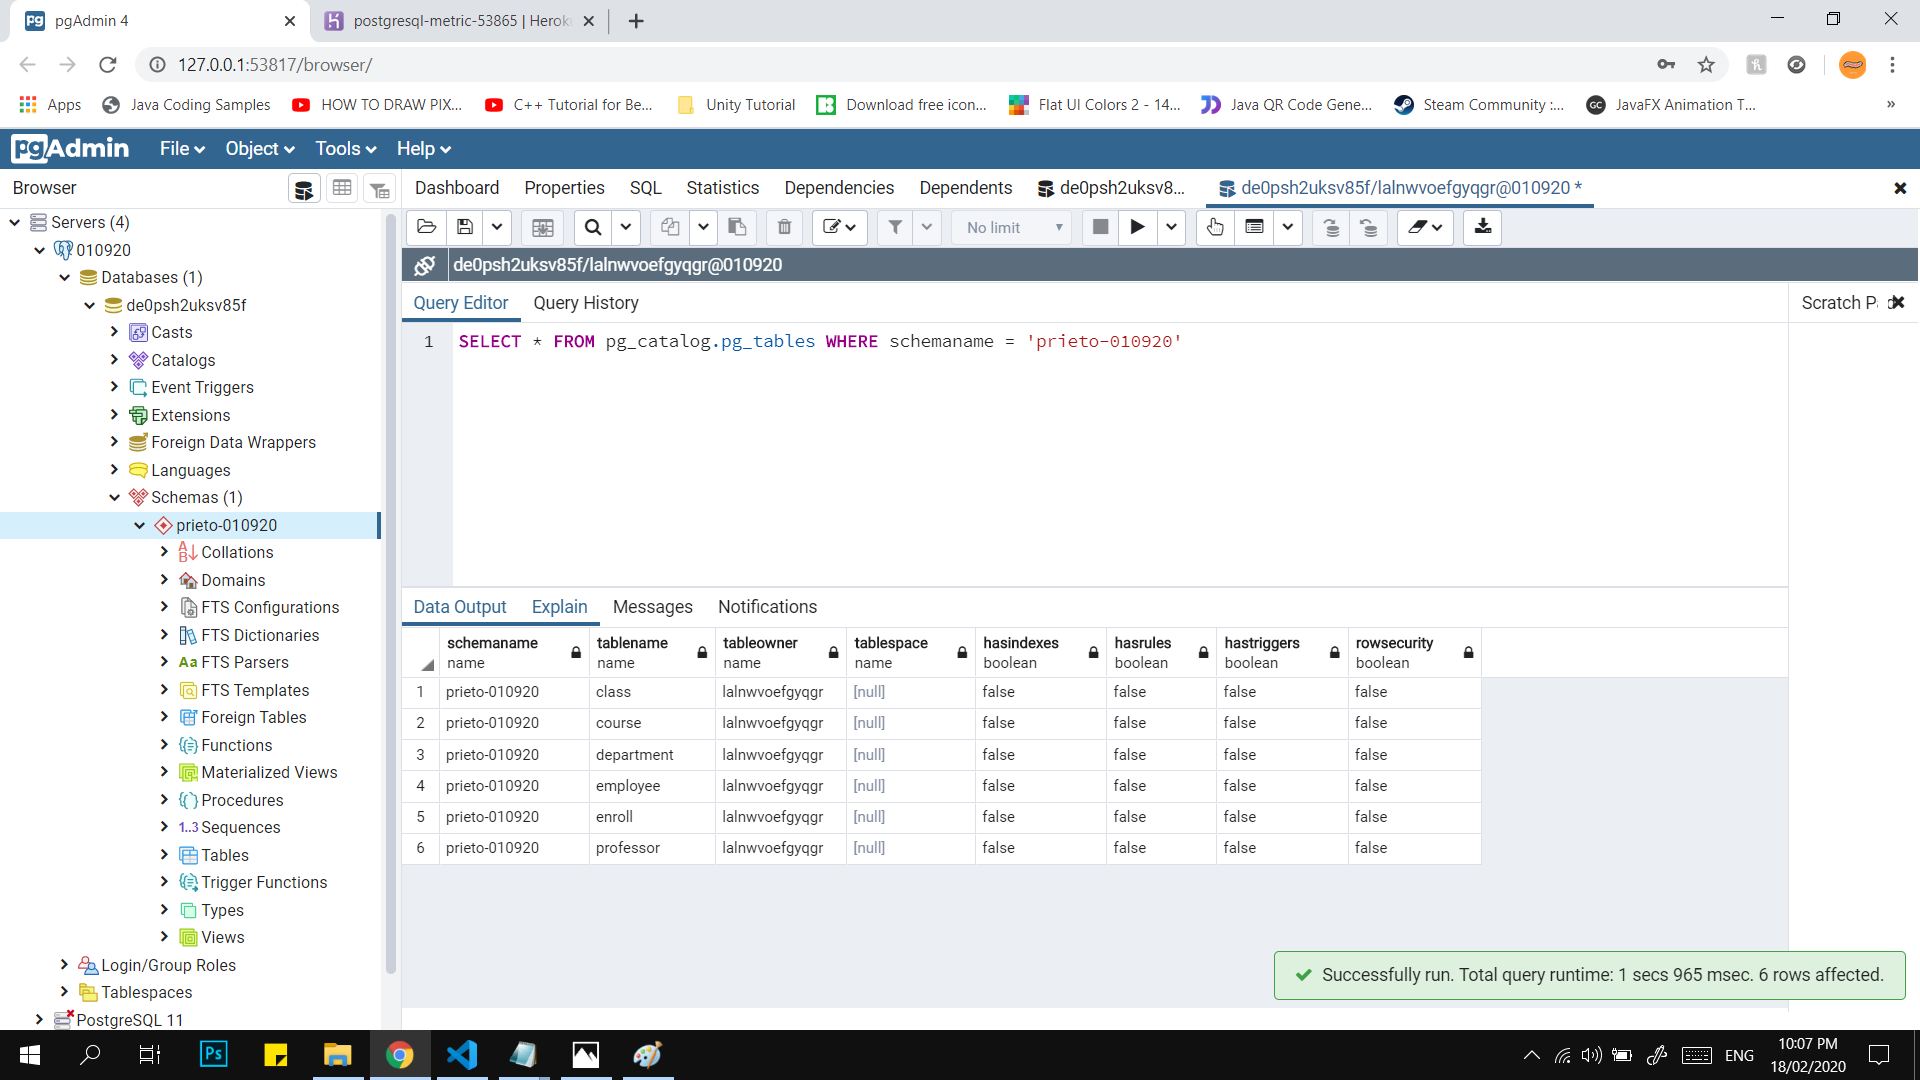 pgAdmin 4
postgresql-metric-53865 | Heroku
127.0.0.1:53817/browser/
Apps
Java Coding Samples
HOW TO DRAW PIX...
C++ Tutorial for Be...
Unity Tutorial
Download free icon...
Flat UI Colors 2 - 14...
Java QR Code Gene...
Steam Community :...
GC
JavaFX Animation T...
»
pgAdmin
File
Object
Tools
Help
Browser
Dashboard
Properties
SQL
Statistics
Dependencies
Dependents
de0psh2uksv8...
de0psh2uksv85f/lalnwvoefgyqgr@010920 *
No limit
de0psh2uksv85f/lalnwvoefgyqgr@010920
Query Editor
Query History
Scratch Pad
1 SELECT * FROM pg_catalog.pg_tables WHERE schemaname = 'prieto-010920'
Servers (4)
010920
Databases (1)
de0psh2uksv85f
Casts
Catalogs
Event Triggers
Extensions
Foreign Data Wrappers
Languages
Schemas (1)
prieto-010920
Collations
Domains
FTS Configurations
FTS Dictionaries
Aa FTS Parsers
FTS Templates
Foreign Tables
Functions
Materialized Views
Procedures
1..3 Sequences
Tables
Trigger Functions
Types
Views
Login/Group Roles
Tablespaces
PostgreSQL 11
Data Output
Explain
Messages
Notifications
schemaname tablename tableowner tablespace hasindexes hasrules hastriggers rowsecurity
name name name name boolean boolean boolean boolean
1 prieto-010920 class lalnwvoefgyqgr [null] false false false false
2 prieto-010920 course lalnwvoefgyqgr [null] false false false false
3 prieto-010920 department lalnwvoefgyqgr [null] false false false false
4 prieto-010920 employee lalnwvoefgyqgr [null] false false false false
5 prieto-010920 enroll lalnwvoefgyqgr [null] false false false false
6 prieto-010920 professor lalnwvoefgyqgr [null] false false false false
Successfully run. Total query runtime: 1 secs 965 msec. 6 rows affected.
Ps
ENG
10:07 PM
18/02/2020